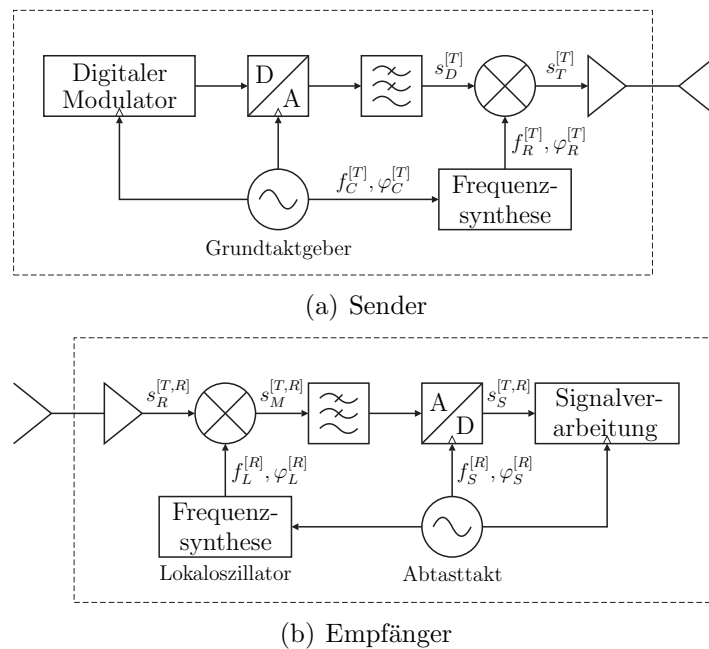 Digitaler
Modulator
D
A
s_D^{[T]}
s_T^{[T]}
f_R^{[T]}, φ_R^{[T]}
f_C^{[T]}, φ_C^{[T]}
Frequenz-
synthese
Grundtaktgeber
(a) Sender
s_R^{[T,R]}
s_M^{[T,R]}
A
D
s_S^{[T,R]}
Signalver-
arbeitung
f_L^{[R]}, φ_L^{[R]}
f_S^{[R]}, φ_S^{[R]}
Frequenz-
synthese
Lokaloszillator
Abtasttakt
(b) Empfänger